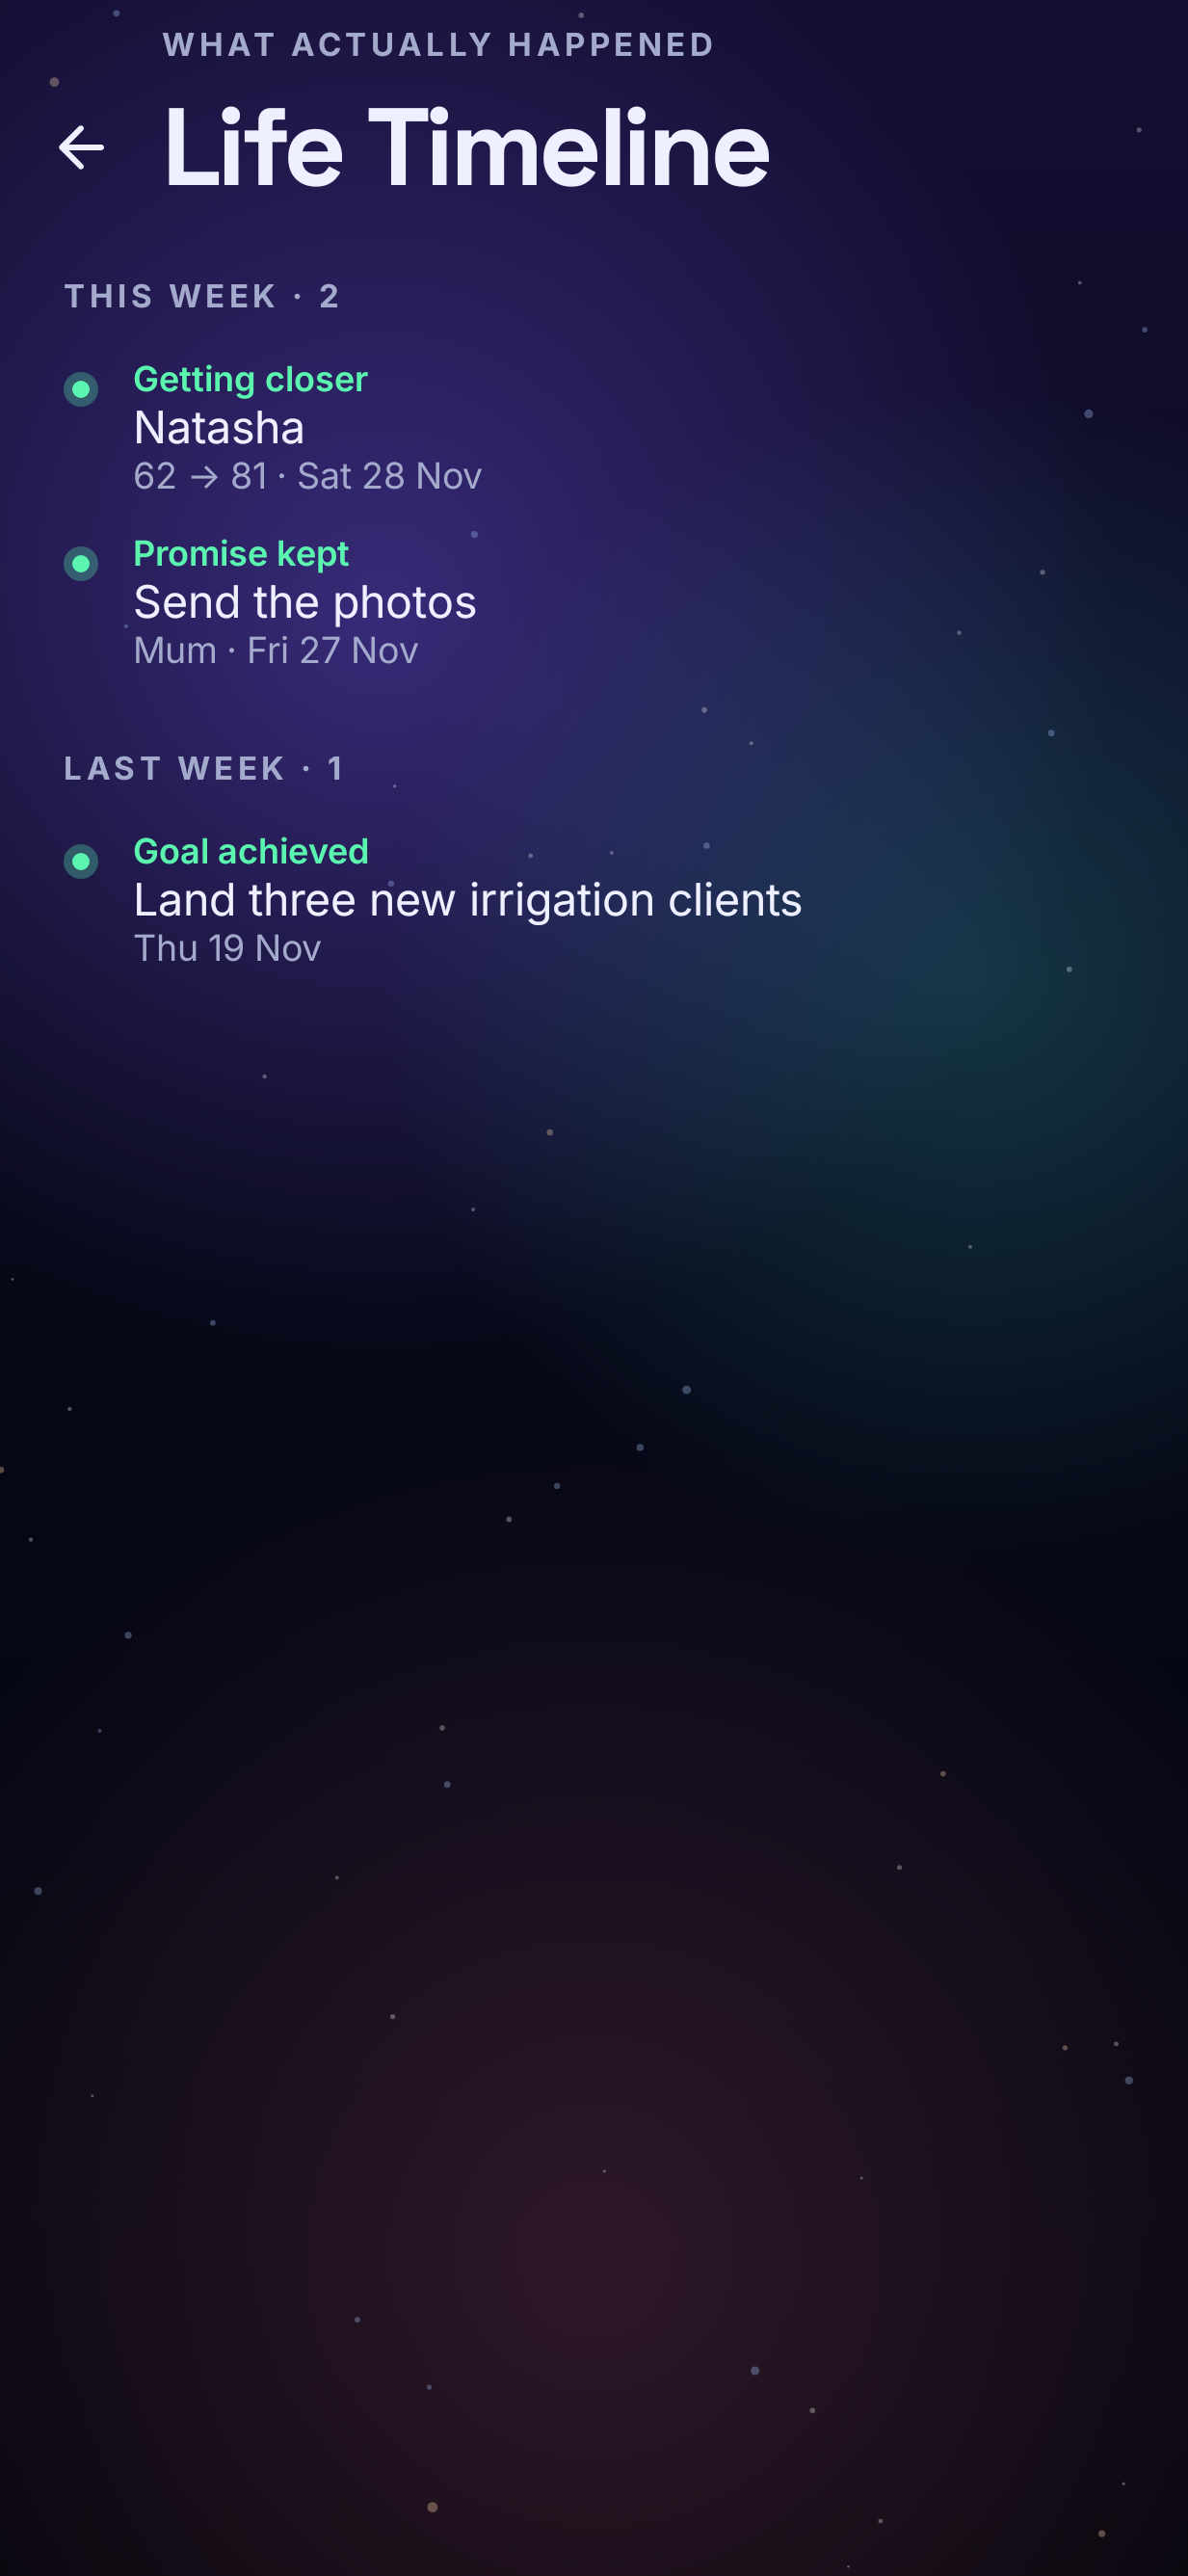 WHAT ACTUALLY HAPPENED
Life Timeline
THIS WEEK · 2
Getting closer
Natasha
62 → 81 · Sat 28 Nov
Promise kept
Send the photos
Mum · Fri 27 Nov
LAST WEEK · 1
Goal achieved
Land three new irrigation clients
Thu 19 Nov